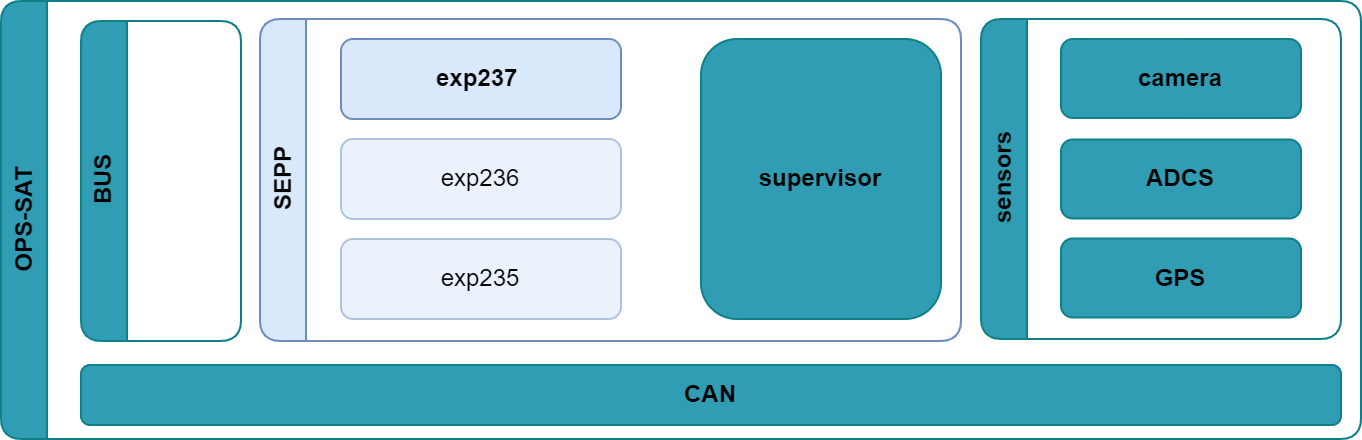 OPS-SAT
BUS
SEPP
exp237
exp236
exp235
supervisor
sensors
camera
ADCS
GPS
CAN